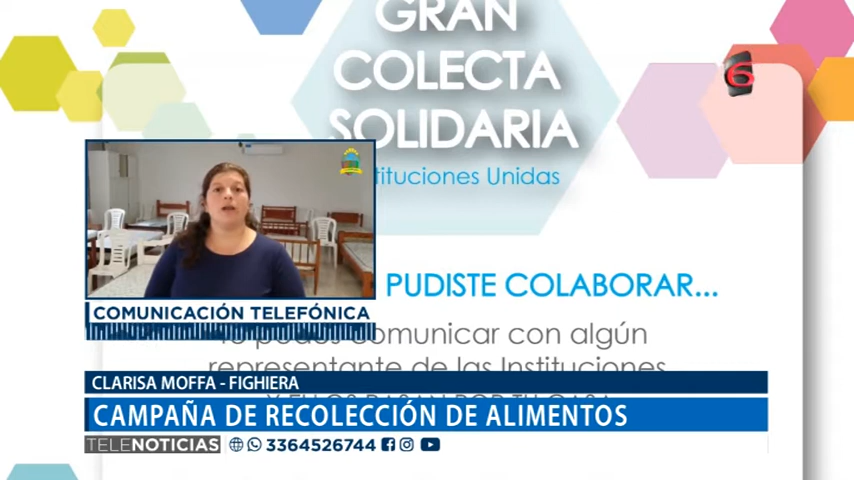 GRAN
COLECTA
SOLIDARIA
tituciones Unidas
6
PUDISTE COLABORAR...
comunicar con algún
representante de las Instituciones
COMUNICACIÓN TELEFÓNICA
CLARISA MOFFA - FIGHIERA
CAMPAÑA DE RECOLECCIÓN DE ALIMENTOS
TELENOTICIAS 3364526744